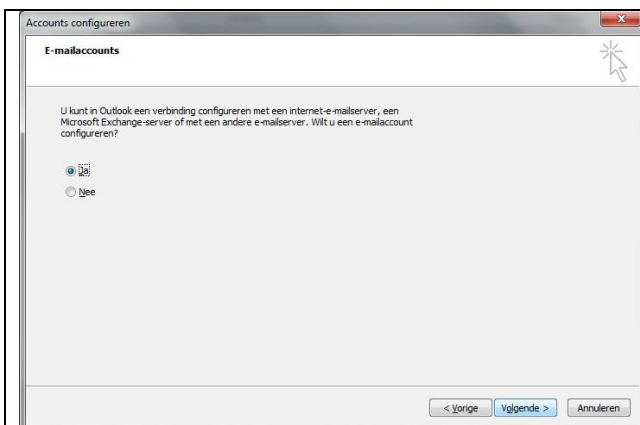 Accounts configureren
E-mailaccounts
U kunt in Outlook een verbinding configureren met een internet-e-mailserver, een
Microsoft Exchange-server of met een andere e-mailserver. Wilt u een e-mailaccount
configureren?
Ja
Nee
< Vorige Volgende > Annuleren